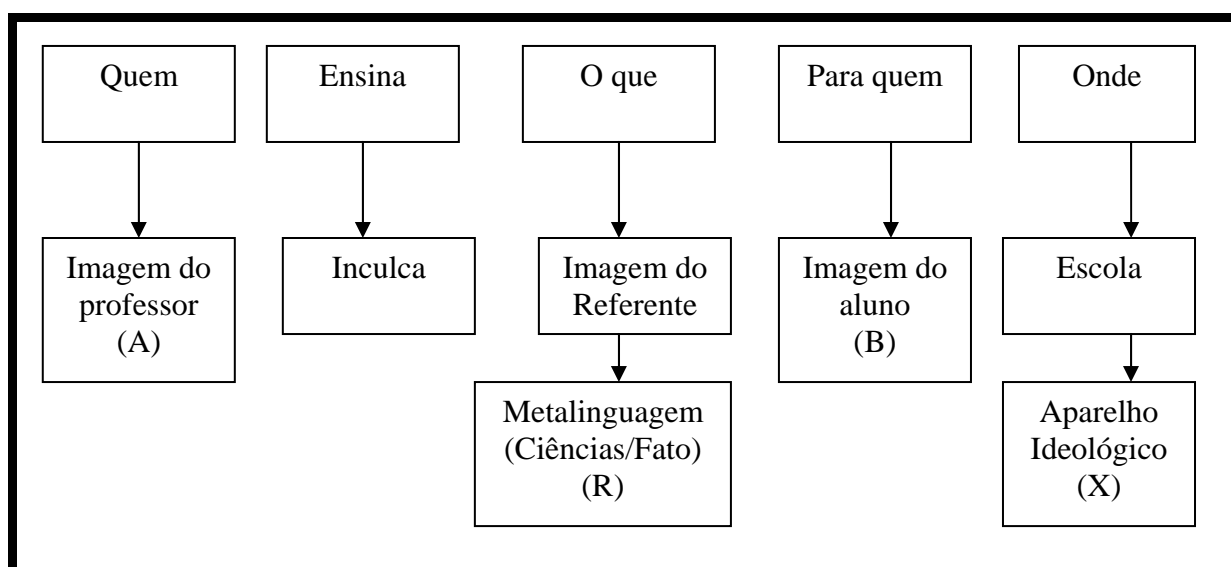 Quem
Ensina
O que
Para quem
Onde
Imagem do
professor
(A)
Inculca
Imagem do
Referente
Imagem do
aluno
(B)
Escola
Metalinguagem
(Ciências/Fato)
(R)
Aparelho
Ideológico
(X)